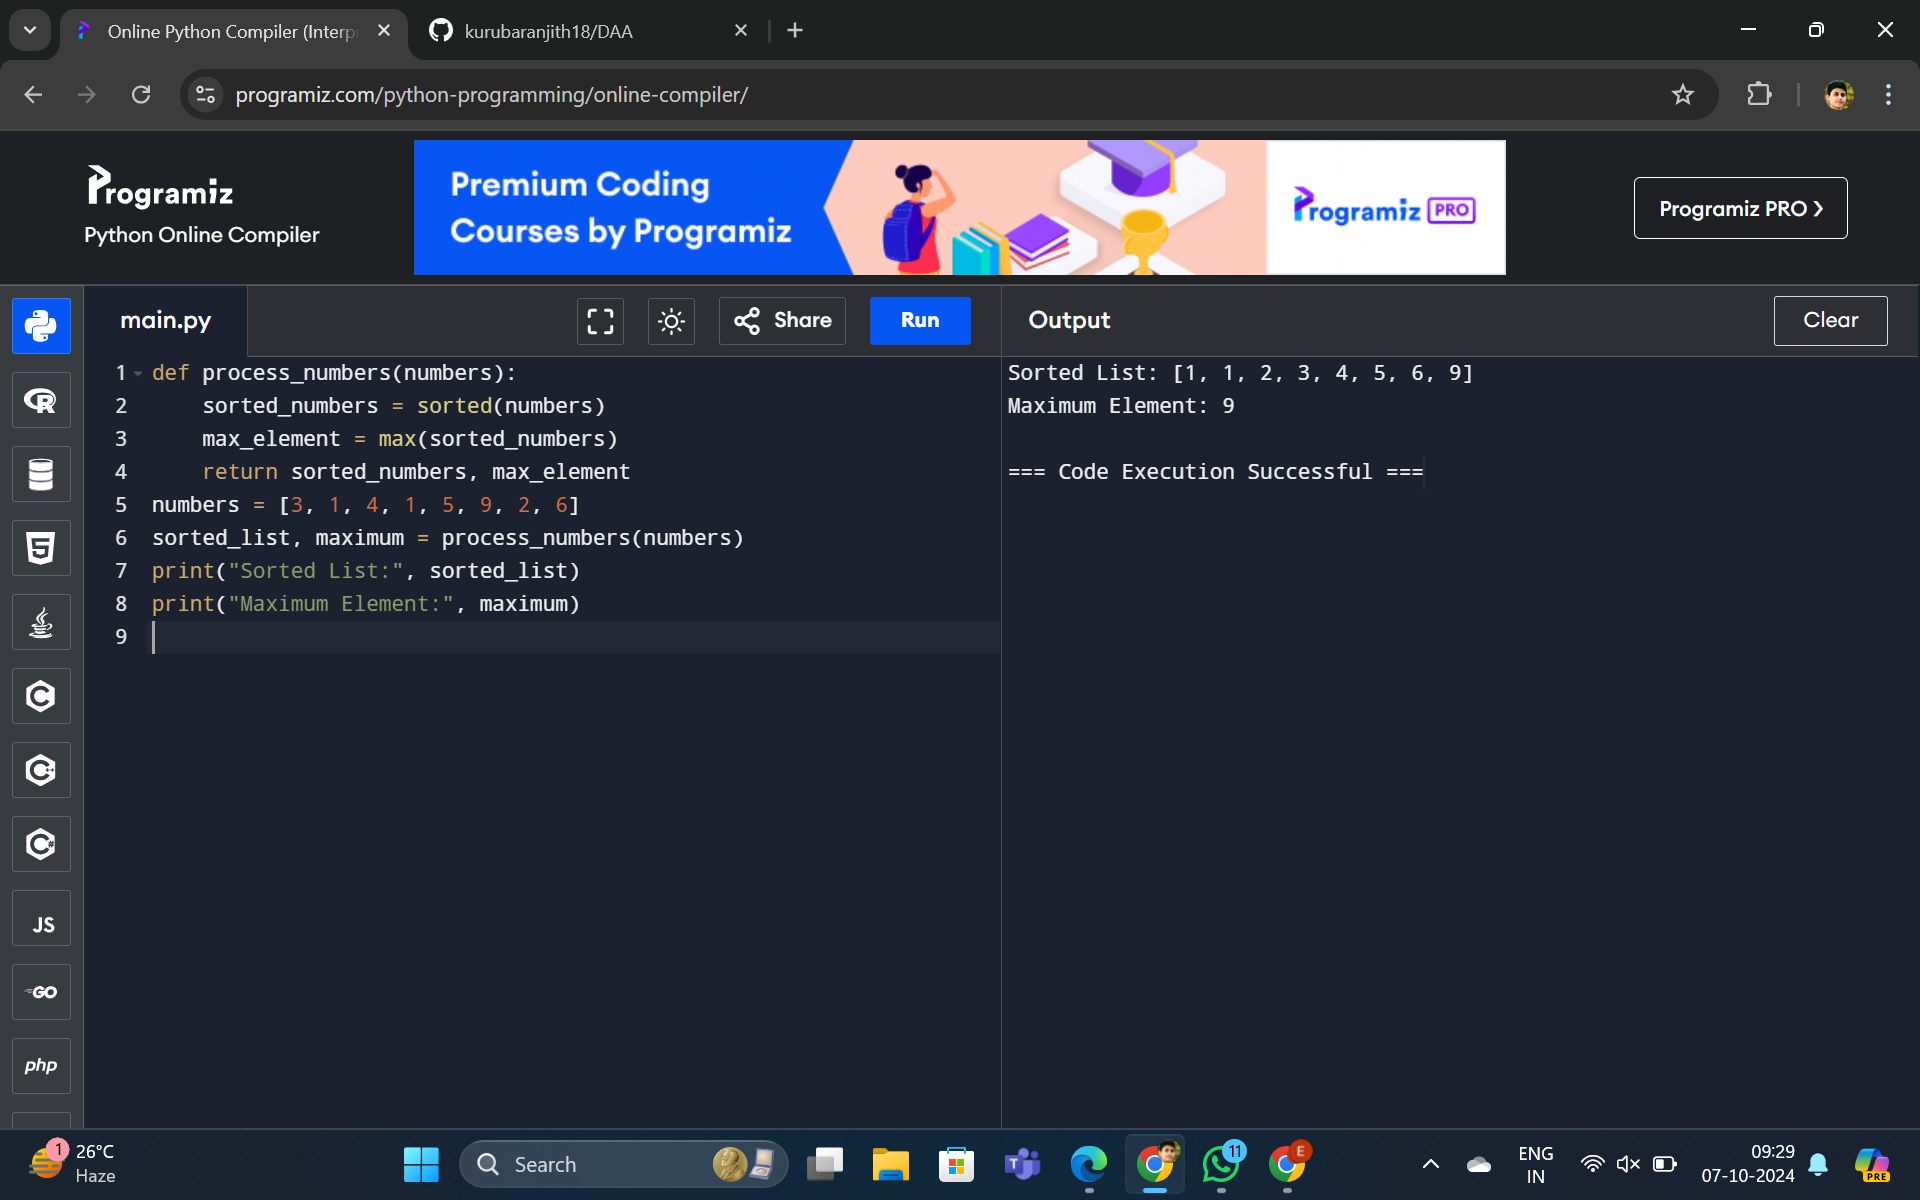 Online Python Compiler (Interp
kurubaranjith18/DAA
programiz.com/python-programming/online-compiler/
Programiz
Python Online Compiler
Premium Coding
Courses by Programiz
Programiz PRO
Programiz PRO ❯
main.py
Share
Run
Output
Clear
1 def process_numbers(numbers):
2     sorted_numbers = sorted(numbers)
3     max_element = max(sorted_numbers)
4     return sorted_numbers, max_element
5 numbers = [3, 1, 4, 1, 5, 9, 2, 6]
6 sorted_list, maximum = process_numbers(numbers)
7 print("Sorted List:", sorted_list)
8 print("Maximum Element:", maximum)
9
Sorted List: [1, 1, 2, 3, 4, 5, 6, 9]
Maximum Element: 9
=== Code Execution Successful ===
R
5
C
C++
C#
JS
GO
php
1
26°C
Haze
Search
T
11
E
ENG
IN
09:29
07-10-2024
PRE